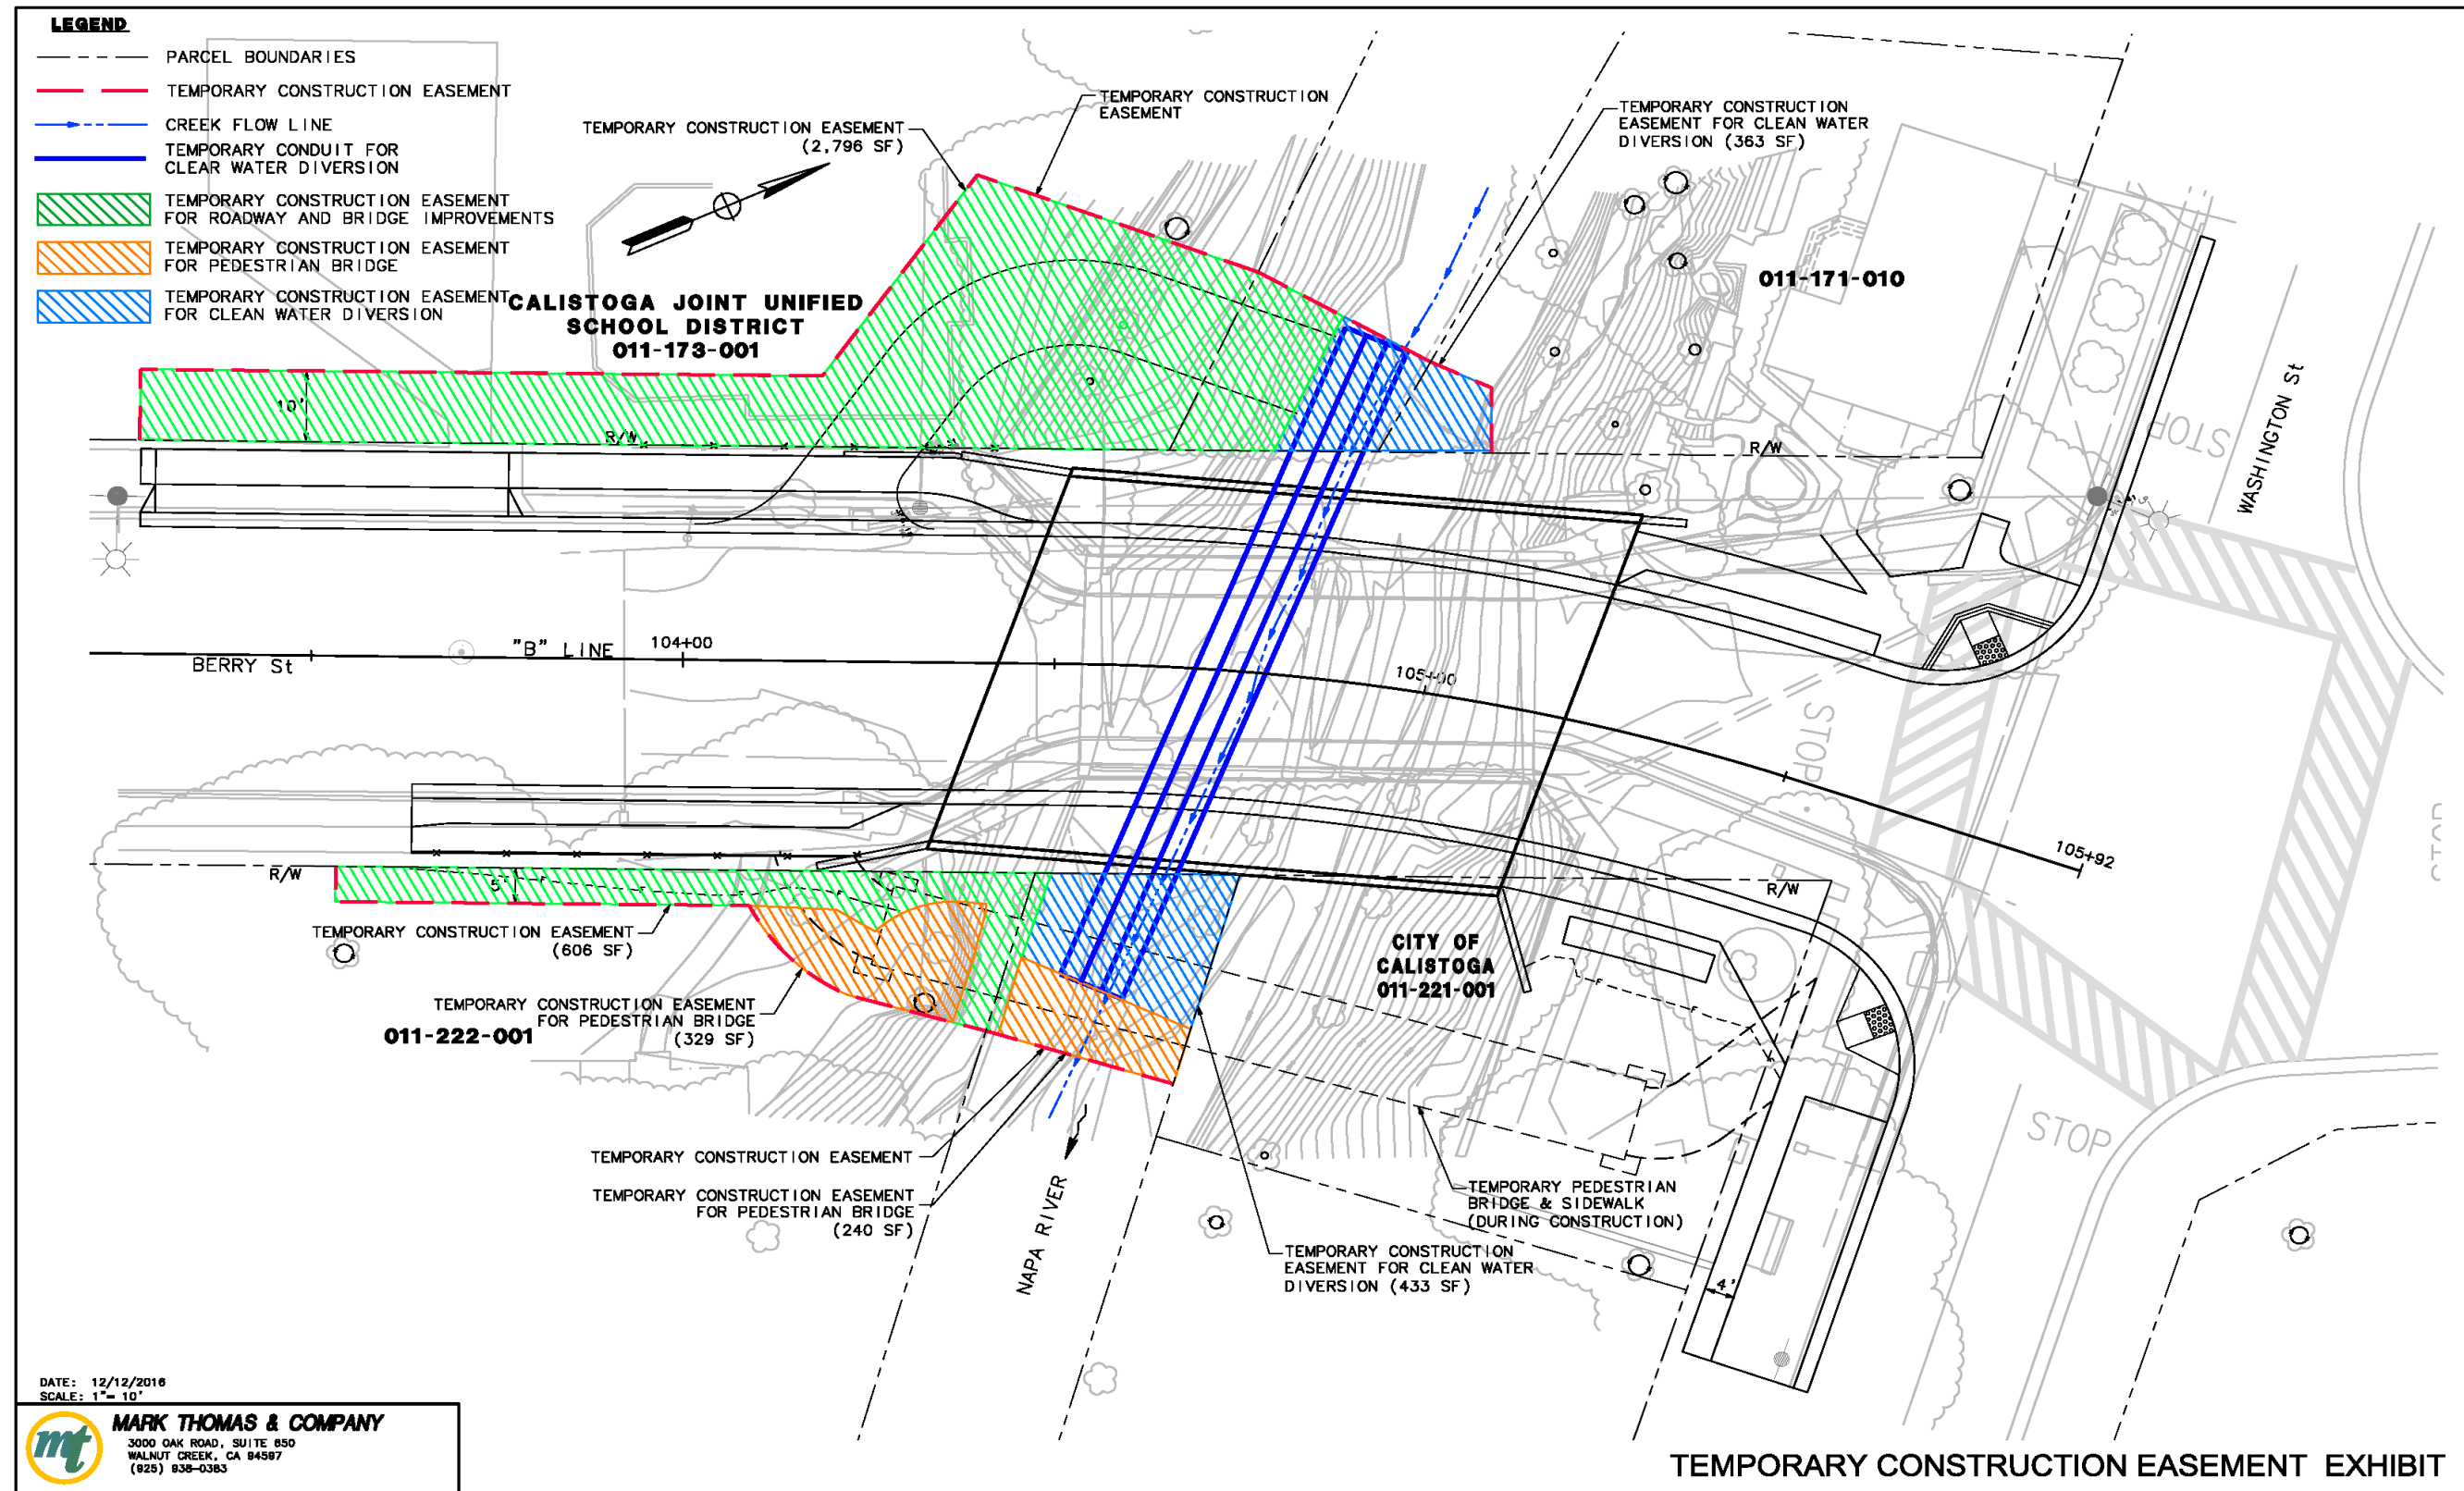 LEGEND
PARCEL BOUNDARIES
TEMPORARY CONSTRUCTION EASEMENT
CREEK FLOW LINE
TEMPORARY CONDUIT FOR
CLEAR WATER DIVERSION
TEMPORARY CONSTRUCTION EASEMENT
FOR ROADWAY AND BRIDGE IMPROVEMENTS
TEMPORARY CONSTRUCTION EASEMENT
FOR PEDESTRIAN BRIDGE
TEMPORARY CONSTRUCTION EASEMENT
FOR CLEAN WATER DIVERSION
TEMPORARY CONSTRUCTION EASEMENT
(2,796 SF)
TEMPORARY CONSTRUCTION
EASEMENT
TEMPORARY CONSTRUCTION
EASEMENT FOR CLEAN WATER
DIVERSION (363 SF)
CALISTOGA JOINT UNIFIED
SCHOOL DISTRICT
011-173-001
011-171-010
10'
R/W
R/W
STOP
WASHINGTON St
BERRY St
"B" LINE
104+00
105+00
105+92
STOP
STOP
R/W
5'
1'
R/W
TEMPORARY CONSTRUCTION EASEMENT
(606 SF)
TEMPORARY CONSTRUCTION EASEMENT
FOR PEDESTRIAN BRIDGE
(329 SF)
011-222-001
CITY OF
CALISTOGA
011-221-001
TEMPORARY CONSTRUCTION EASEMENT
TEMPORARY CONSTRUCTION EASEMENT
FOR PEDESTRIAN BRIDGE
(240 SF)
NAPA RIVER
TEMPORARY PEDESTRIAN
BRIDGE & SIDEWALK
(DURING CONSTRUCTION)
TEMPORARY CONSTRUCTION
EASEMENT FOR CLEAN WATER
DIVERSION (433 SF)
4'
STOP
DATE: 12/12/2016
SCALE: 1"= 10'
mt
MARK THOMAS & COMPANY
3000 OAK ROAD, SUITE 650
WALNUT CREEK, CA 94597
(925) 938-0383
TEMPORARY CONSTRUCTION EASEMENT EXHIBIT